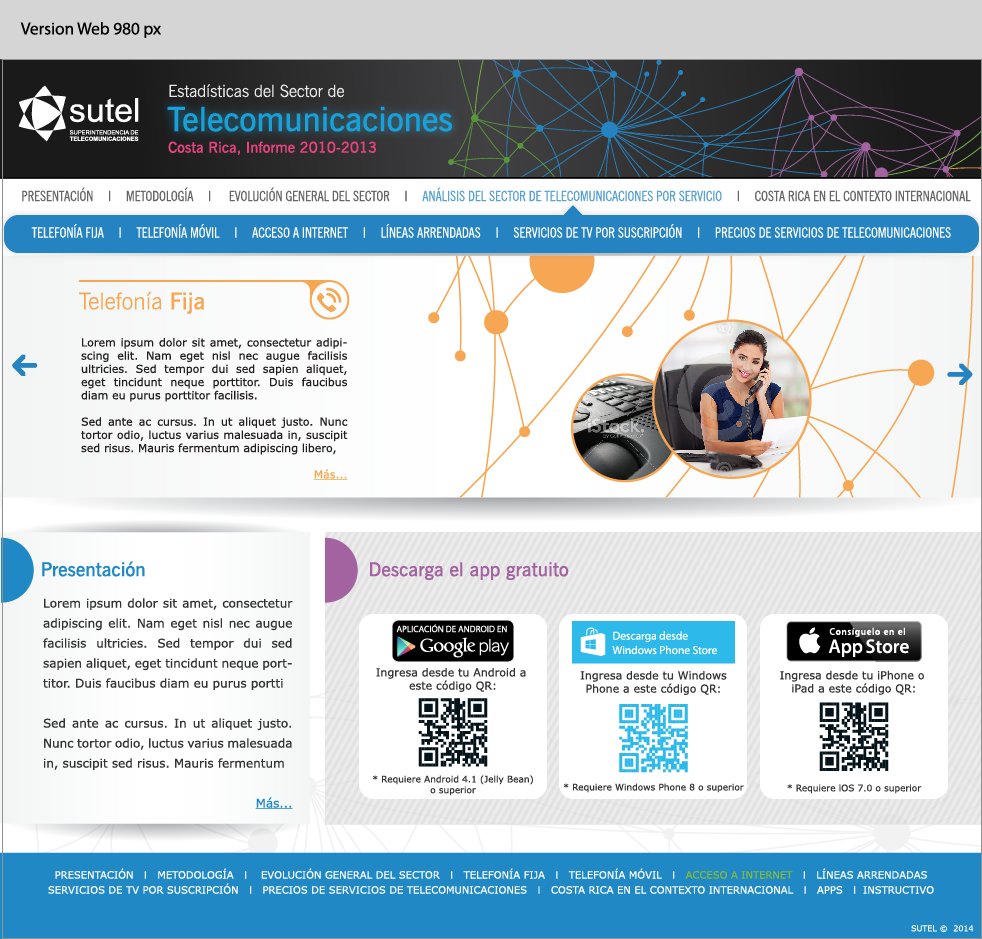 Version Web 980 px
sutel
SUPERINTENDENCIA DE
TELECOMUNICACIONES
Estadísticas del Sector de
Telecomunicaciones
Costa Rica, Informe 2010-2013
PRESENTACIÓN | METODOLOGÍA | EVOLUCIÓN GENERAL DEL SECTOR | ANÁLISIS DEL SECTOR DE TELECOMUNICACIONES POR SERVICIO | COSTA RICA EN EL CONTEXTO INTERNACIONAL
TELEFONÍA FIJA | TELEFONÍA MÓVIL | ACCESO A INTERNET | LÍNEAS ARRENDADAS | SERVICIOS DE TV POR SUSCRIPCIÓN | PRECIOS DE SERVICIOS DE TELECOMUNICACIONES
Telefonía Fija
Lorem ipsum dolor sit amet, consectetur adipi-
scing elit. Nam eget nisl nec augue facilisis
ultricies. Sed tempor dui sed sapien aliquet,
eget tincidunt neque porttitor. Duis faucibus
diam eu purus porttitor facilisis.
Sed ante ac cursus. In ut aliquet justo. Nunc
tortor odio, luctus varius malesuada in, suscipit
sed risus. Mauris fermentum adipiscing libero,
Más...
iStock.
Presentación
Lorem ipsum dolor sit amet, consectetur
adipiscing elit. Nam eget nisl nec augue
facilisis ultricies. Sed tempor dui sed
sapien aliquet, eget tincidunt neque port-
titor. Duis faucibus diam eu purus portti
Sed ante ac cursus. In ut aliquet justo.
Nunc tortor odio, luctus varius malesuada
in, suscipit sed risus. Mauris fermentum
Más...
Descarga el app gratuito
APLICACIÓN DE ANDROID EN
Google play
Ingresa desde tu Android a
este código QR:
* Requiere Android 4.1 (Jelly Bean)
o superior
Descarga desde
Windows Phone Store
Ingresa desde tu Windows
Phone a este código QR:
* Requiere Windows Phone 8 o superior
Consíguelo en el
App Store
Ingresa desde tu iPhone o
iPad a este código QR:
* Requiere iOS 7.0 o superior
PRESENTACIÓN | METODOLOGÍA | EVOLUCIÓN GENERAL DEL SECTOR | TELEFONÍA FIJA | TELEFONÍA MÓVIL | ACCESO A INTERNET | LÍNEAS ARRENDADAS
SERVICIOS DE TV POR SUSCRIPCIÓN | PRECIOS DE SERVICIOS DE TELECOMUNICACIONES | COSTA RICA EN EL CONTEXTO INTERNACIONAL | APPS | INSTRUCTIVO
SUTEL © 2014